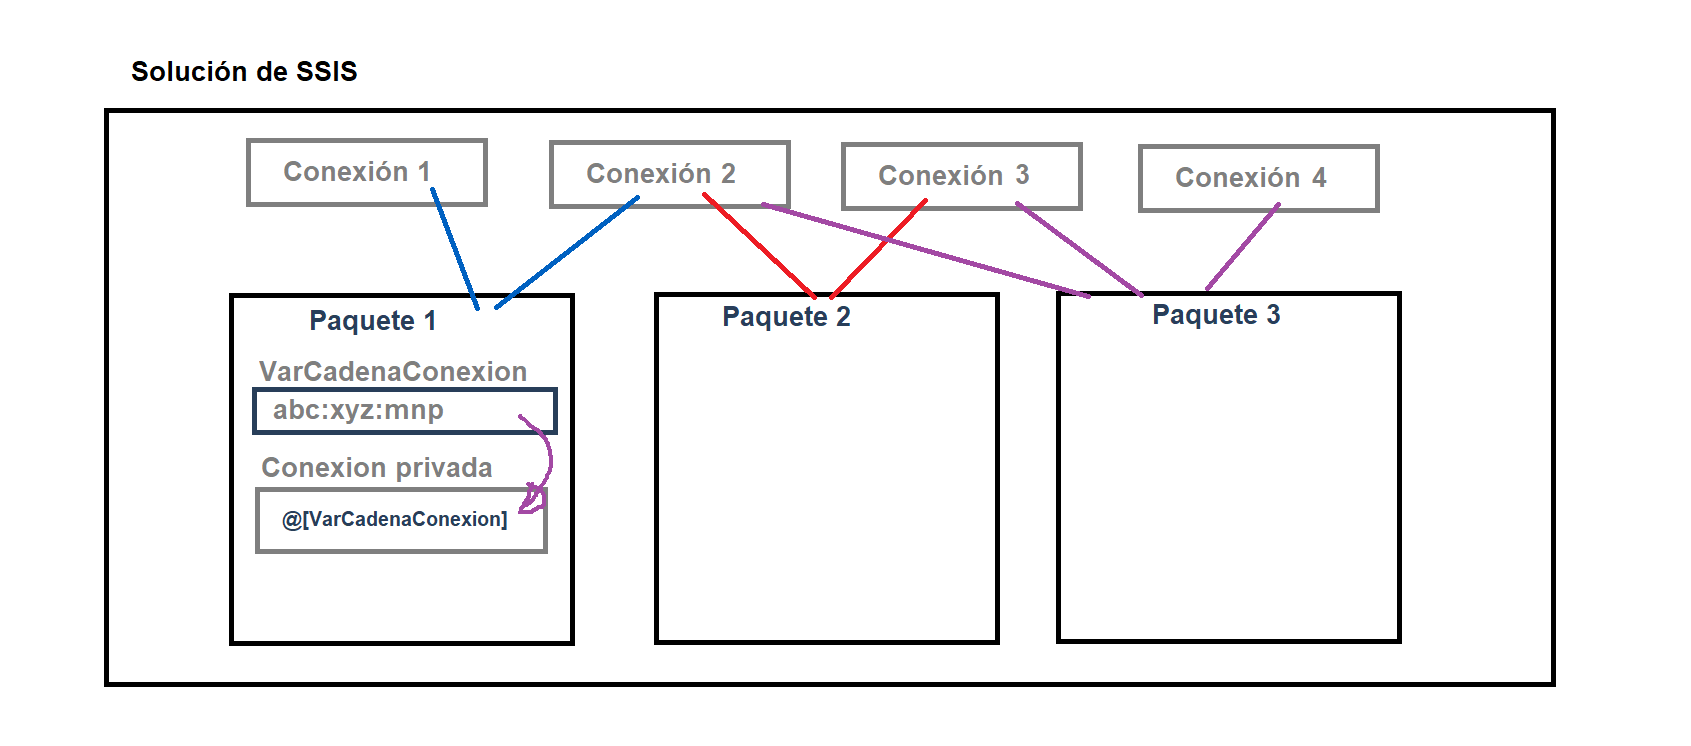 Solución de SSIS
Conexión 1
Conexión 2
Conexión 3
Conexión 4
Paquete 1
VarCadenaConexion
abc:xyz:mnp
Conexion privada
@[VarCadenaConexion]
Paquete 2
Paquete 3